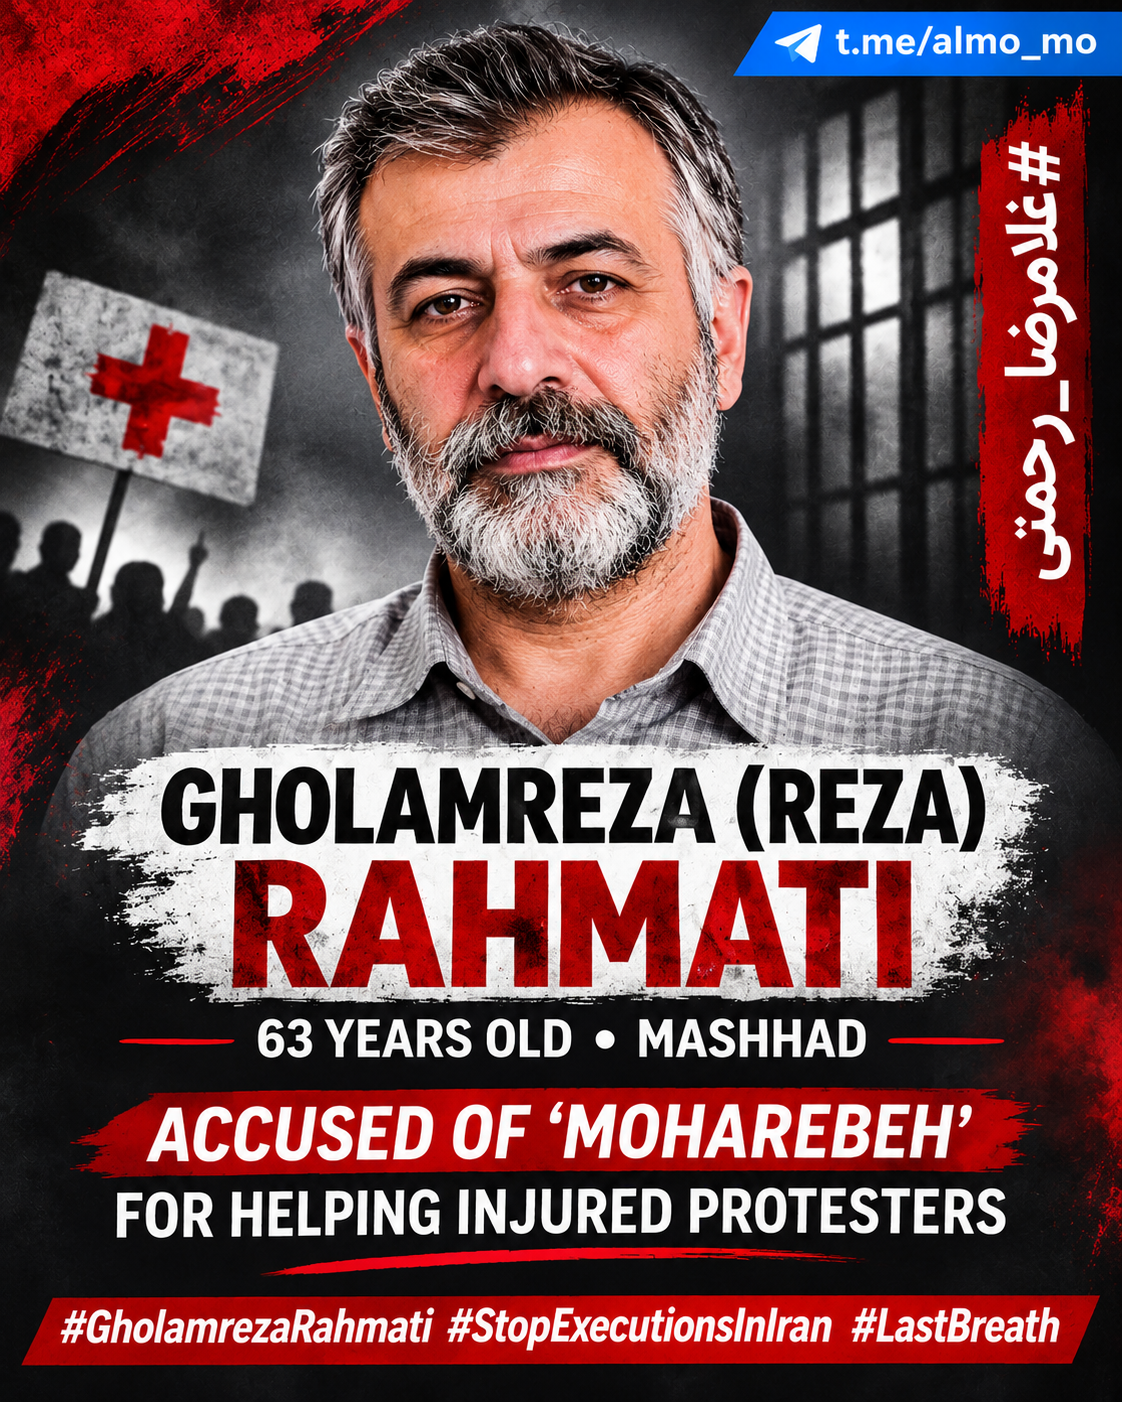 t.me/almo_mo
#غلامرضا_رحمتی
GHOLAMREZA (REZA)
RAHMATI
63 YEARS OLD • MASHHAD
ACCUSED OF ‘MOHAREBEH’
FOR HELPING INJURED PROTESTERS
#GholamrezaRahmati #StopExecutionsInIran #LastBreath